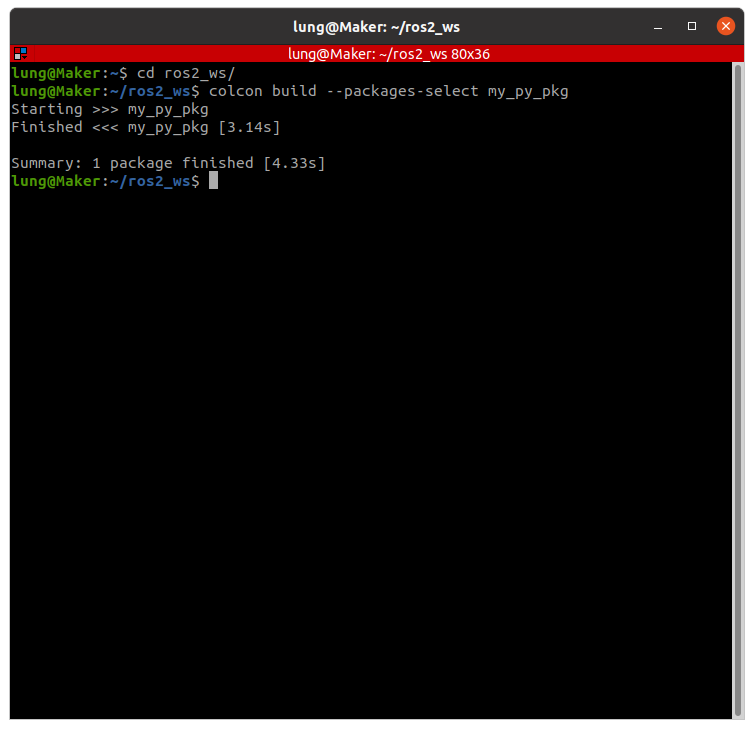 lung@Maker: ~/ros2_ws
lung@Maker: ~/ros2_ws 80x36
lung@Maker:~$ cd ros2_ws/
lung@Maker:~/ros2_ws$ colcon build --packages-select my_py_pkg
Starting >>> my_py_pkg
Finished <<< my_py_pkg [3.14s]
Summary: 1 package finished [4.33s]
lung@Maker:~/ros2_ws$